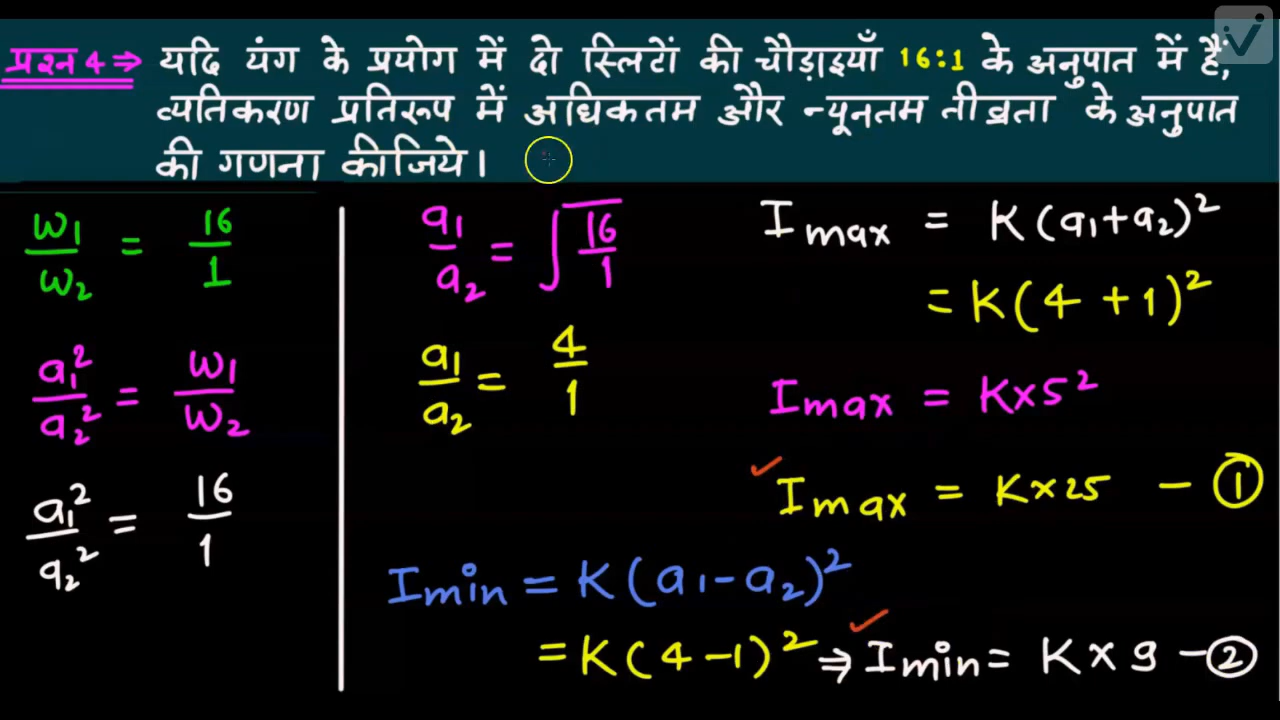 प्रश्न 4 ⇒ यदि यंग के प्रयोग में दो स्लिटों की चौड़ाइयाँ 16:1 के अनुपात में हैं,
व्यतिकरण प्रतिरूप में अधिकतम और न्यूनतम तीव्रता के अनुपात
की गणना कीजिये।
w₁/w₂ = 16/1
a₁²/a₂² = w₁/w₂
a₁²/a₂² = 16/1
a₁/a₂ = √(16/1)
a₁/a₂ = 4/1
Imax = K(a₁+a₂)²
= K(4+1)²
Imax = K×5²
✓ Imax = K×25 – ①
Imin = K(a₁-a₂)²
= K(4-1)² ⇒ ✓ Imin = K×9 – ②